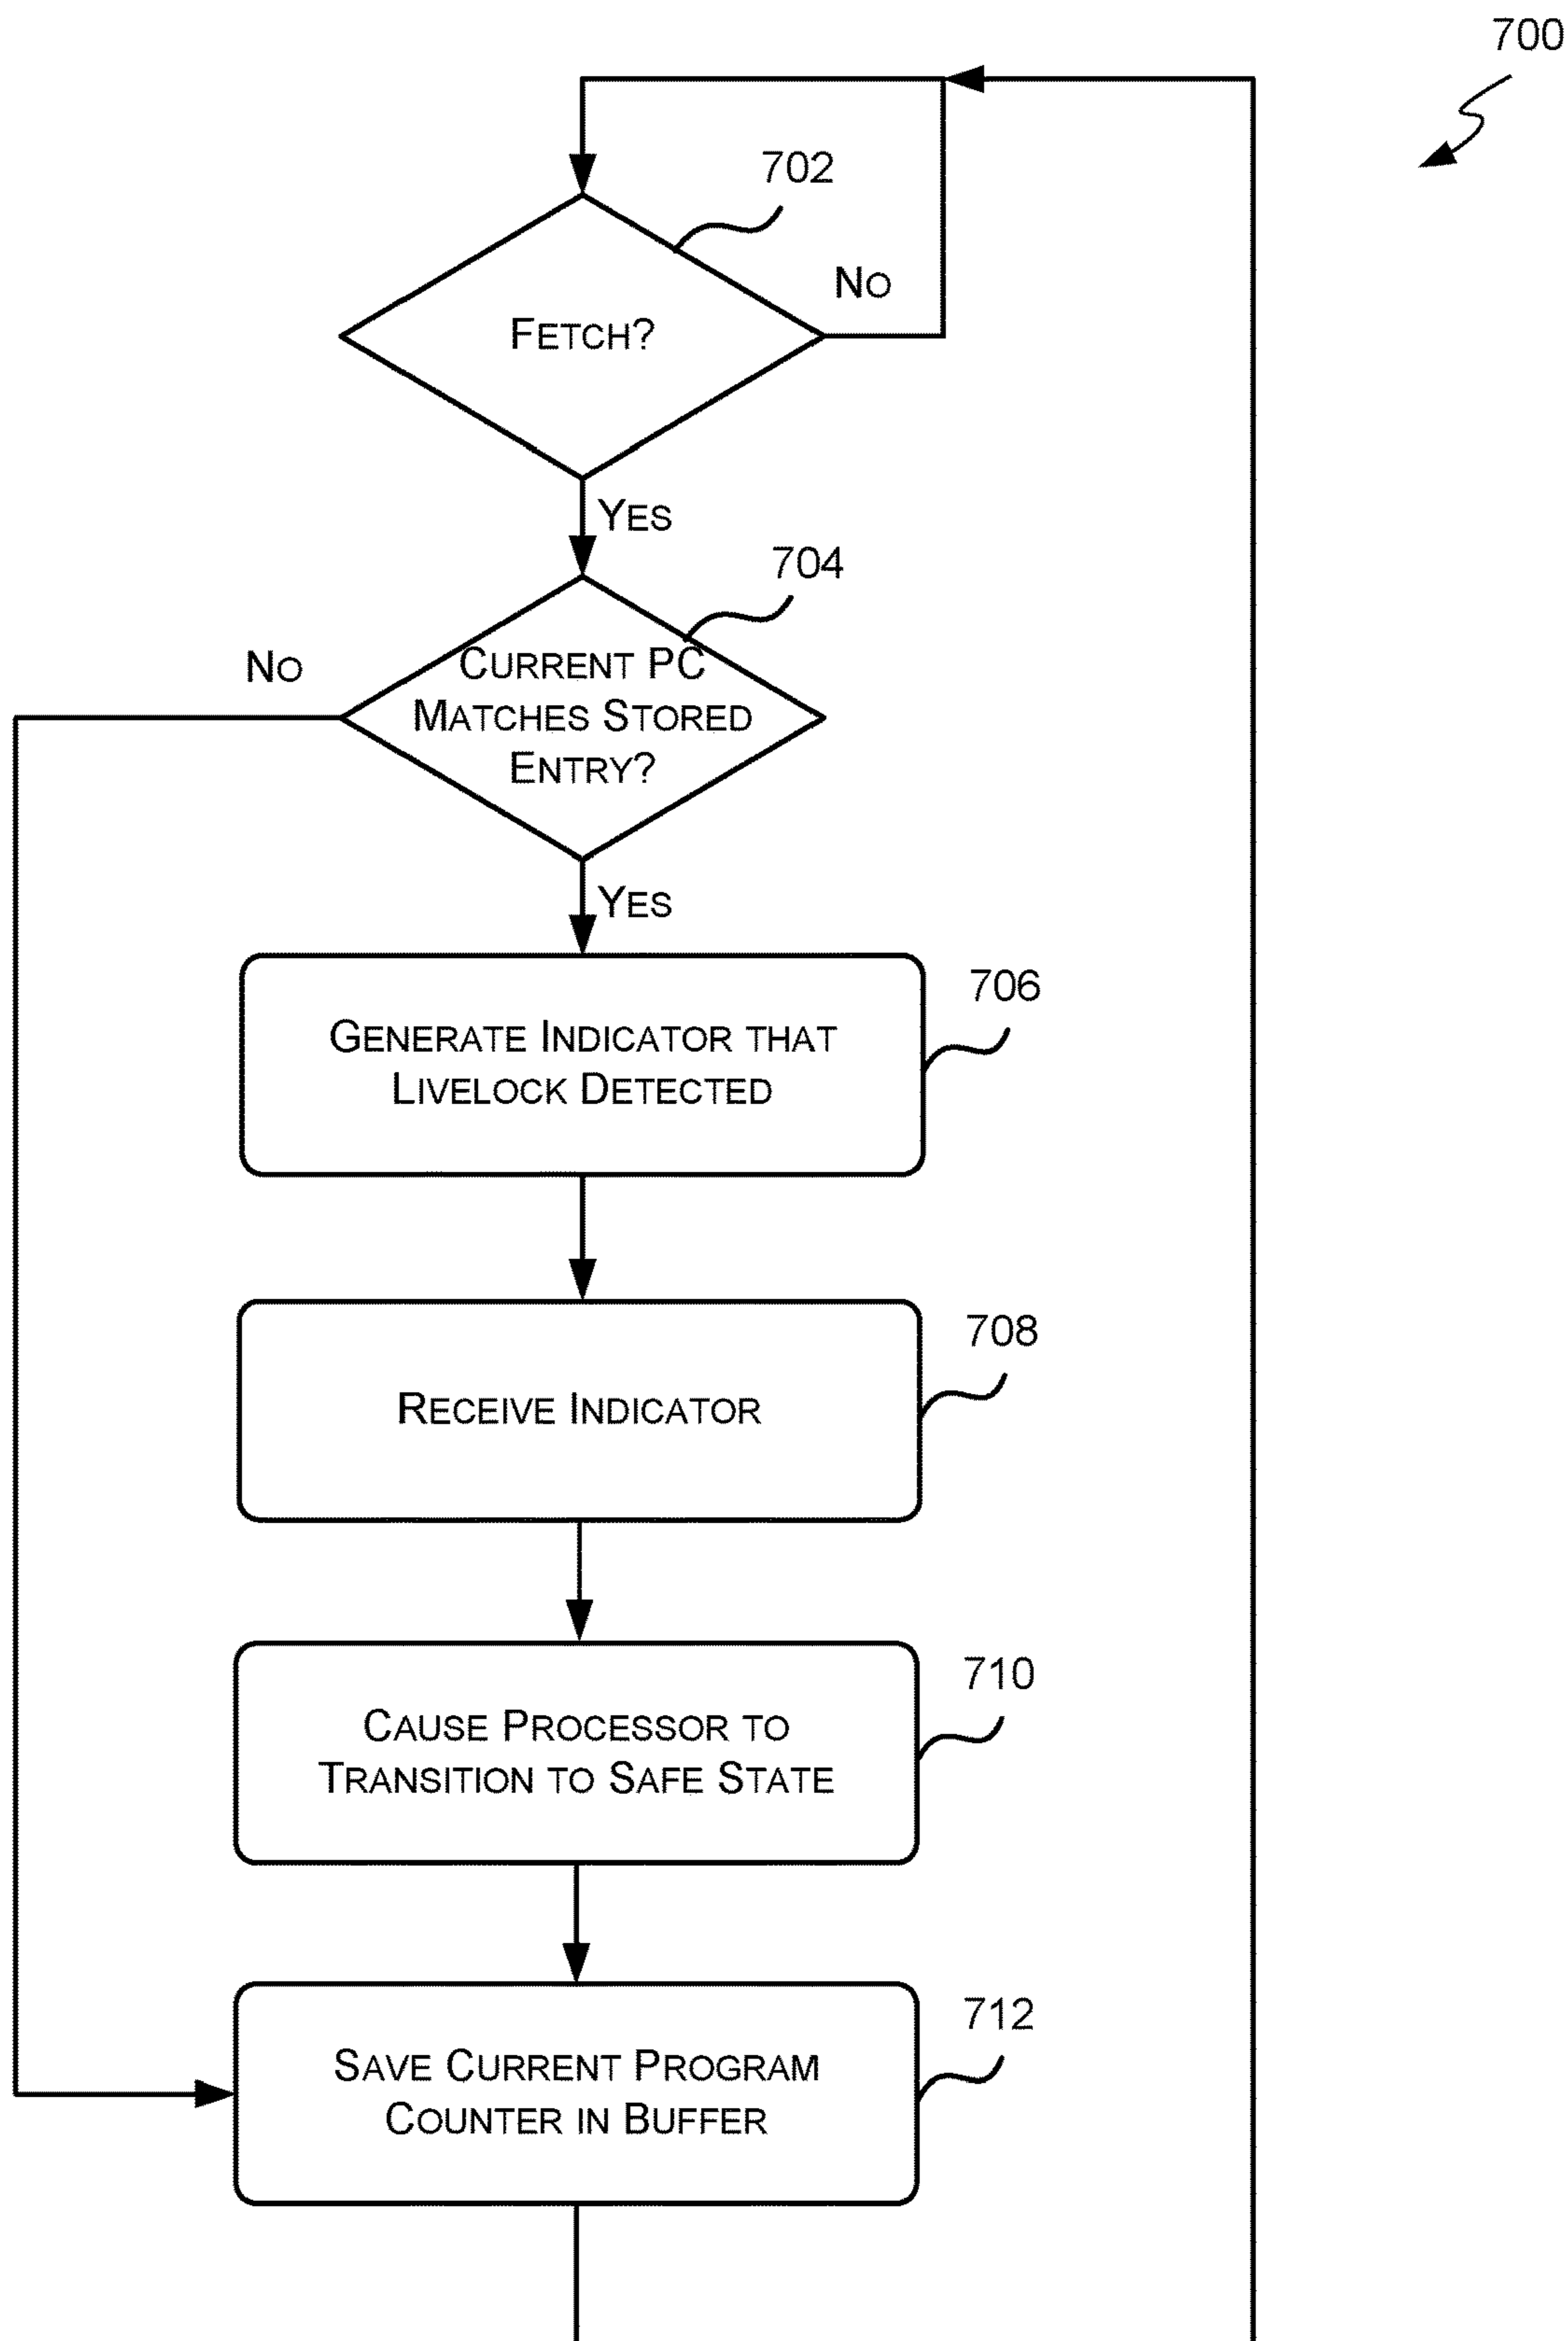 700
702
No
Fetch?
Yes
704
No
Current PC
Matches Stored
Entry?
Yes
706
Generate Indicator that
Livelock Detected
708
Receive Indicator
710
Cause Processor to
Transition to Safe State
712
Save Current Program
Counter in Buffer